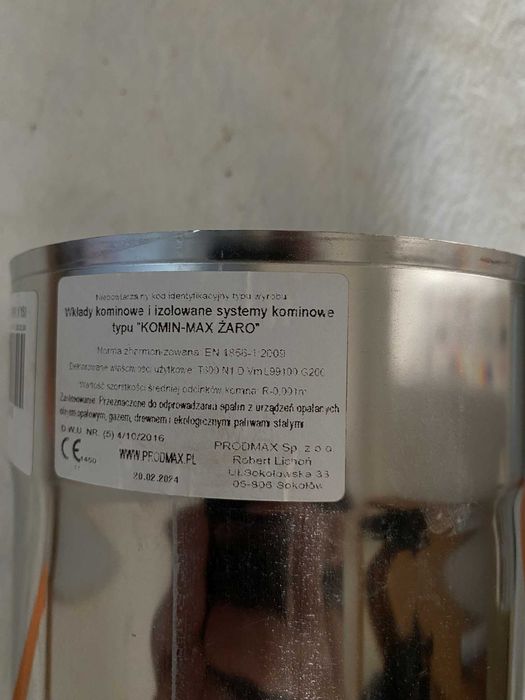 Niepowtarzalny kod identyfikacyjny typu wyrobu
Wkłady kominowe i izolowane systemy kominowe
typu "KOMIN-MAX ŻARO"
Norma zharmonizowana: EN 1856-1:2009
Deklarowane właściwości użytkowe: T600 N1 D Vm L99100 G200
Wartość szorstkości średniej odcinków komina: R-0,001m
Zastosowanie: Przeznaczone do odprowadzania spalin z urządzeń opalanych
olejem opałowym, gazem, drewnem i ekologicznymi paliwami stałymi
D.W.U. NR. (5) 4/10/2016
CE 1450
WWW.PRODMAX.PL
20.02.2024
PRODMAX Sp. z o.o.
Robert Lichoń
Ul.Sokołowska 33
05-806 Sokołów